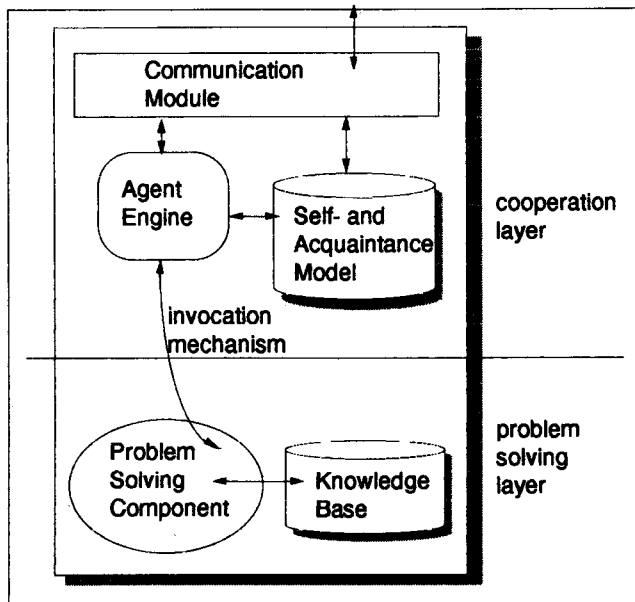 Communication
Module
Agent
Engine
Self- and
Acquaintance
Model
cooperation
layer
invocation
mechanism
problem
solving
layer
Problem
Solving
Component
Knowledge
Base